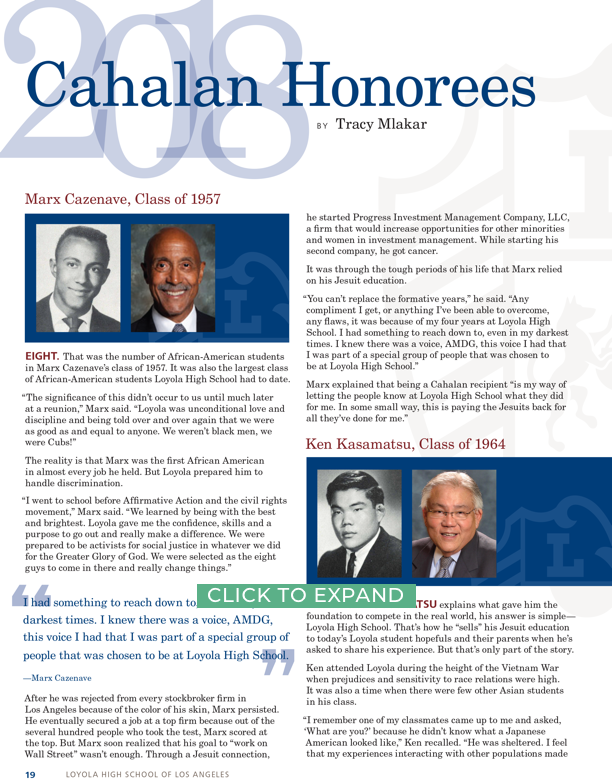 2018
Cahalan Honorees
BY Tracy Mlakar
Marx Cazenave, Class of 1957
EIGHT. That was the number of African-American students
in Marx Cazenave's class of 1957. It was also the largest class
of African-American students Loyola High School had to date.
"The significance of this didn't occur to us until much later
at a reunion," Marx said. "Loyola was unconditional love and
discipline and being told over and over again that we were
as good as and equal to anyone. We weren't black men, we
were Cubs!"
The reality is that Marx was the first African American
in almost every job he held. But Loyola prepared him to
handle discrimination.
"I went to school before Affirmative Action and the civil rights
movement," Marx said. "We learned by being with the best
and brightest. Loyola gave me the confidence, skills and a
purpose to go out and really make a difference. We were
prepared to be activists for social justice in whatever we did
for the Greater Glory of God. We were selected as the eight
guys to come in there and really change things."
"I had something to reach down to,
darkest times. I knew there was a voice, AMDG,
this voice I had that I was part of a special group of
people that was chosen to be at Loyola High School."
—Marx Cazenave
After he was rejected from every stockbroker firm in
Los Angeles because of the color of his skin, Marx persisted.
He eventually secured a job at a top firm because out of the
several hundred people who took the test, Marx scored at
the top. But Marx soon realized that his goal to "work on
Wall Street" wasn't enough. Through a Jesuit connection,
he started Progress Investment Management Company, LLC,
a firm that would increase opportunities for other minorities
and women in investment management. While starting his
second company, he got cancer.
It was through the tough periods of his life that Marx relied
on his Jesuit education.
"You can't replace the formative years," he said. "Any
compliment I get, or anything I've been able to overcome,
any flaws, it was because of my four years at Loyola High
School. I had something to reach down to, even in my darkest
times. I knew there was a voice, AMDG, this voice I had that
I was part of a special group of people that was chosen to
be at Loyola High School."
Marx explained that being a Cahalan recipient "is my way of
letting the people know at Loyola High School what they did
for me. In some small way, this is paying the Jesuits back for
all they've done for me."
Ken Kasamatsu, Class of 1964
CLICK TO EXPAND
ATSU explains what gave him the
foundation to compete in the real world, his answer is simple—
Loyola High School. That's how he "sells" his Jesuit education
to today's Loyola student hopefuls and their parents when he's
asked to share his experience. But that's only part of the story.
Ken attended Loyola during the height of the Vietnam War
when prejudices and sensitivity to race relations were high.
It was also a time when there were few other Asian students
in his class.
"I remember one of my classmates came up to me and asked,
'What are you?' because he didn't know what a Japanese
American looked like," Ken recalled. "He was sheltered. I feel
that my experiences interacting with other populations made
19 LOYOLA HIGH SCHOOL OF LOS ANGELES